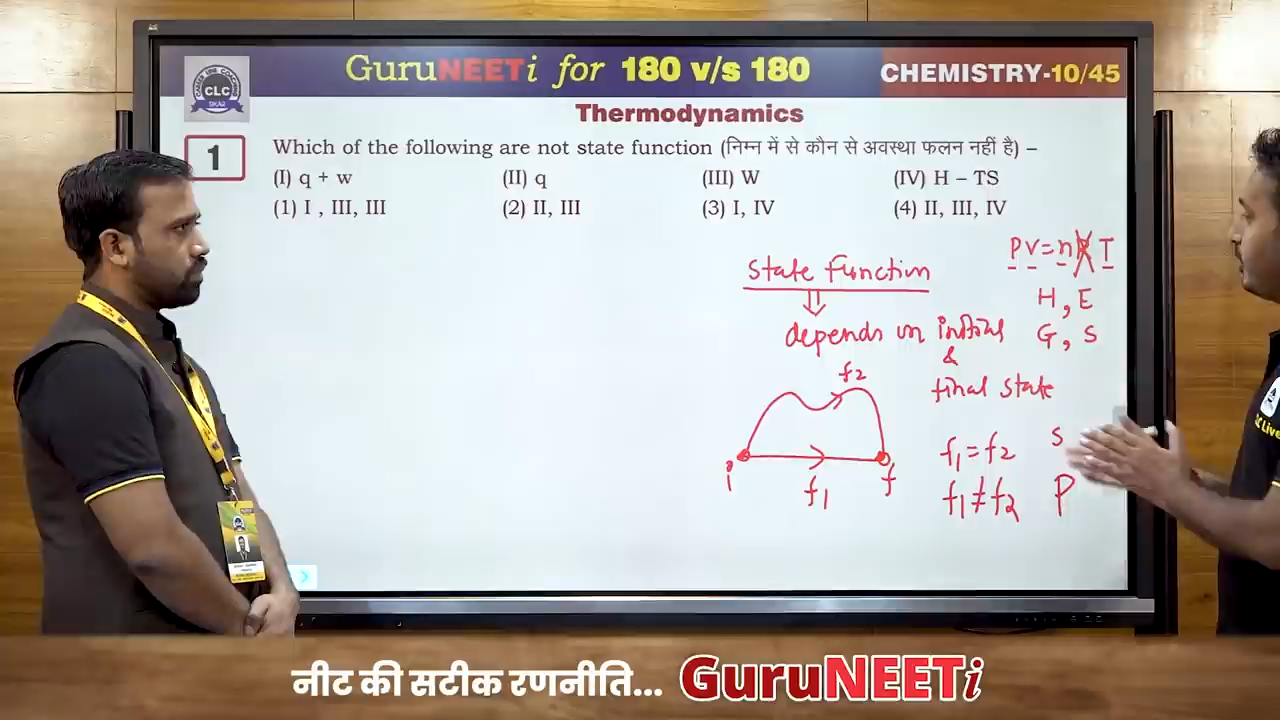 GuruNEETi for 180 v/s 180
CHEMISTRY-10/45
CLC
SIKAR
Thermodynamics
1
Which of the following are not state function (निम्न में से कौन से अवस्था फलन नहीं है) –
(I) q + w (II) q (III) W (IV) H – TS
(1) I , III, III (2) II, III (3) I, IV (4) II, III, IV
State Function
PV=nRT
H, E
G, S
depends on initial
&
final state
f2
i
f1
f
f1=f2 S
f1≠f2 P
नीट की सटीक रणनीति... GuruNEETi